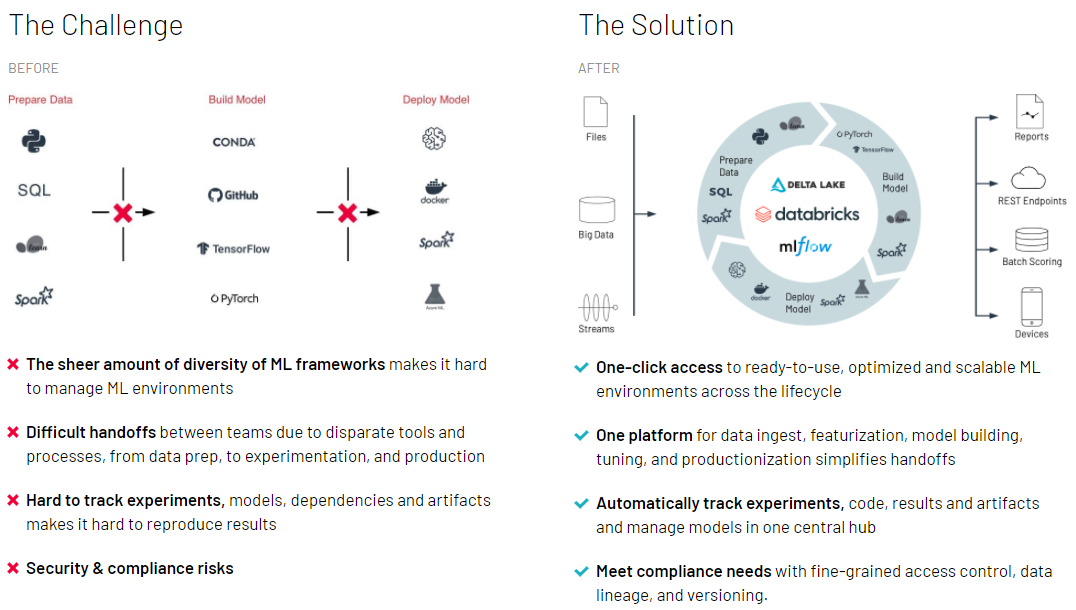 The Challenge
BEFORE
Prepare Data
Build Model
Deploy Model
CONDA
SQL
GitHub
docker
learn
TensorFlow
Spark
Spark
PyTorch
Azure ML
The sheer amount of diversity of ML frameworks makes it hard
to manage ML environments
Difficult handoffs between teams due to disparate tools and
processes, from data prep, to experimentation, and production
Hard to track experiments, models, dependencies and artifacts
makes it hard to reproduce results
Security & compliance risks
The Solution
AFTER
Files
Big Data
Streams
learn
PyTorch
TensorFlow
Prepare
Data
SQL
Spark
Build
Model
learn
Spark
DELTA LAKE
databricks
mlflow
docker
Deploy
Model
Spark
Azure ML
Reports
REST Endpoints
Batch Scoring
Devices
One-click access to ready-to-use, optimized and scalable ML
environments across the lifecycle
One platform for data ingest, featurization, model building,
tuning, and productionization simplifies handoffs
Automatically track experiments, code, results and artifacts
and manage models in one central hub
Meet compliance needs with fine-grained access control, data
lineage, and versioning.